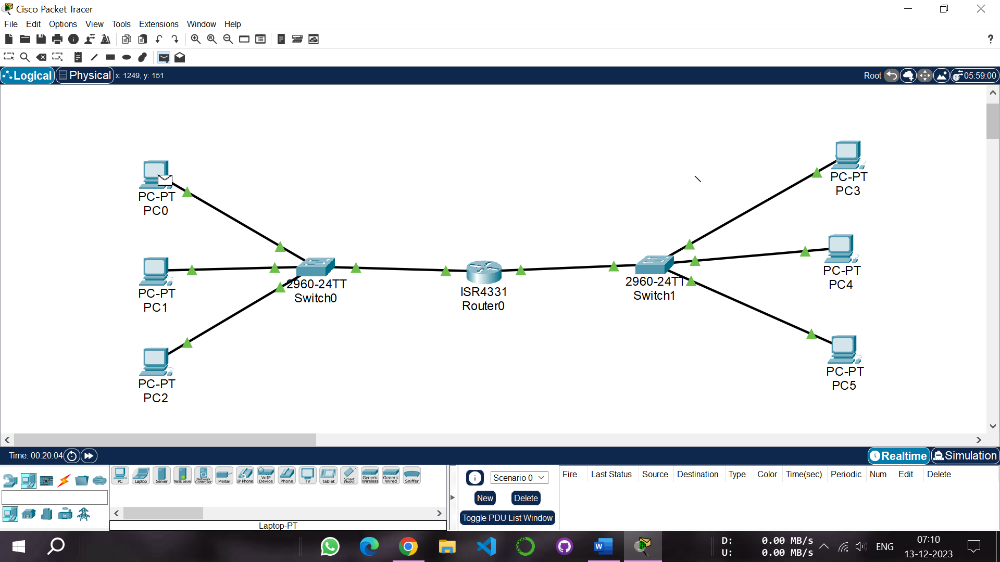 Cisco Packet Tracer
File Edit Options View Tools Extensions Window Help
?
Logical Physical x: 1249, y: 151 Root 05:59:00
PC-PT
PC0
PC-PT
PC1
PC-PT
PC2
2960-24TT
Switch0
ISR4331
Router0
2960-24TT
Switch1
PC-PT
PC3
PC-PT
PC4
PC-PT
PC5
Time: 00:20:04 Realtime Simulation
PC Laptop Server Meraki Server Network Controller Printer IP Phone VoIP Device Phone TV Tablet Smart Phone Generic Wireless Generic Wired Sniffer
Laptop-PT
Scenario 0
New Delete
Toggle PDU List Window
Fire Last Status Source Destination Type Color Time(sec) Periodic Num Edit Delete
D: 0.00 MB/s
U: 0.00 MB/s
ENG
07:10
13-12-2023